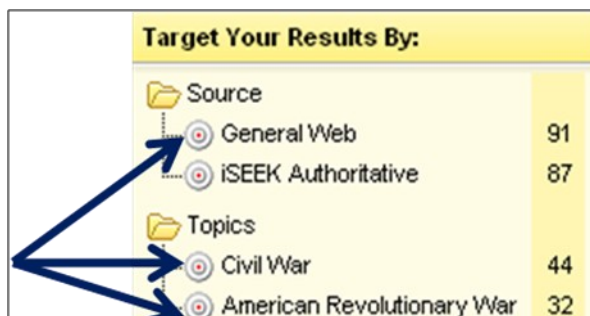 Target Your Results By:
Source
General Web 91
iSEEK Authoritative 87
Topics
Civil War 44
American Revolutionary War 32